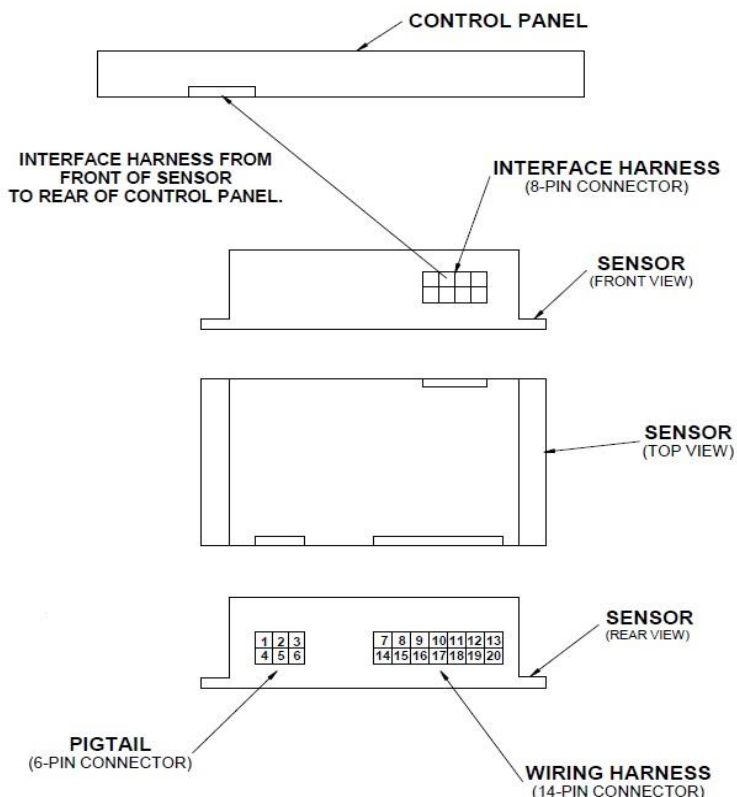 CONTROL PANEL
INTERFACE HARNESS FROM
FRONT OF SENSOR
TO REAR OF CONTROL PANEL.
INTERFACE HARNESS
(8-PIN CONNECTOR)
SENSOR
(FRONT VIEW)
SENSOR
(TOP VIEW)
SENSOR
(REAR VIEW)
1 2 3
4 5 6
7 8 9 10 11 12 13
14 15 16 17 18 19 20
PIGTAIL
(6-PIN CONNECTOR)
WIRING HARNESS
(14-PIN CONNECTOR)